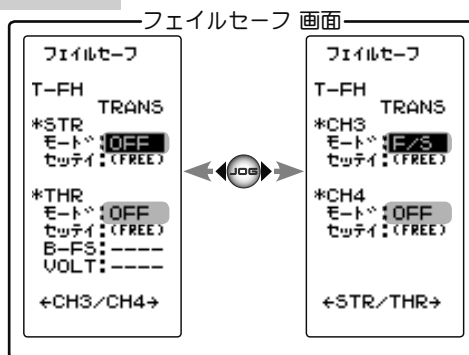 フェイルセーフ 画面
フェイルセーフ
T-FH
TRANS
*STR
モード:OFF
セッテイ:(FREE)
*THR
モード:OFF
セッテイ:(FREE)
B-FS:----
VOLT:----
←CH3/CH4→
JOG
フェイルセーフ
T-FH
TRANS
*CH3
モード:F/S
セッテイ:(FREE)
*CH4
モード:OFF
セッテイ:(FREE)
←STR/THR→